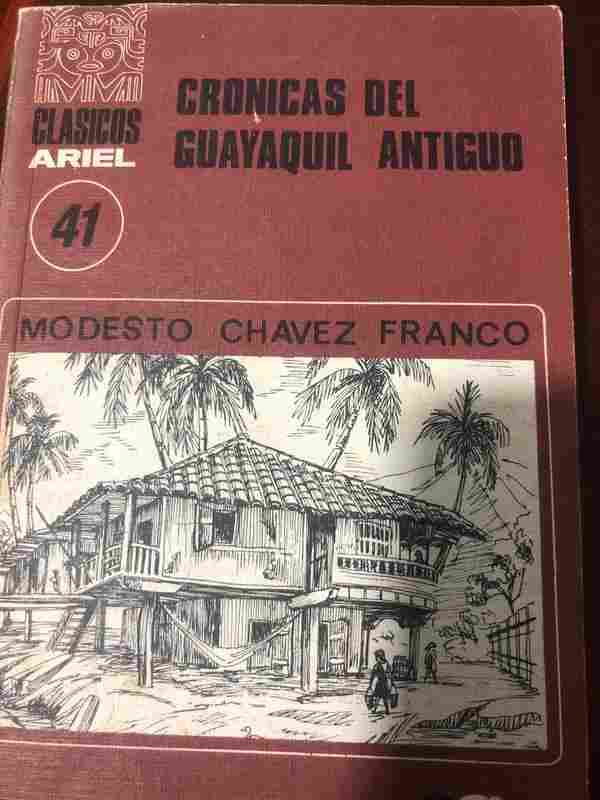 CLASICOS
ARIEL
41
CRONICAS DEL
GUAYAQUIL ANTIGUO
MODESTO CHAVEZ FRANCO